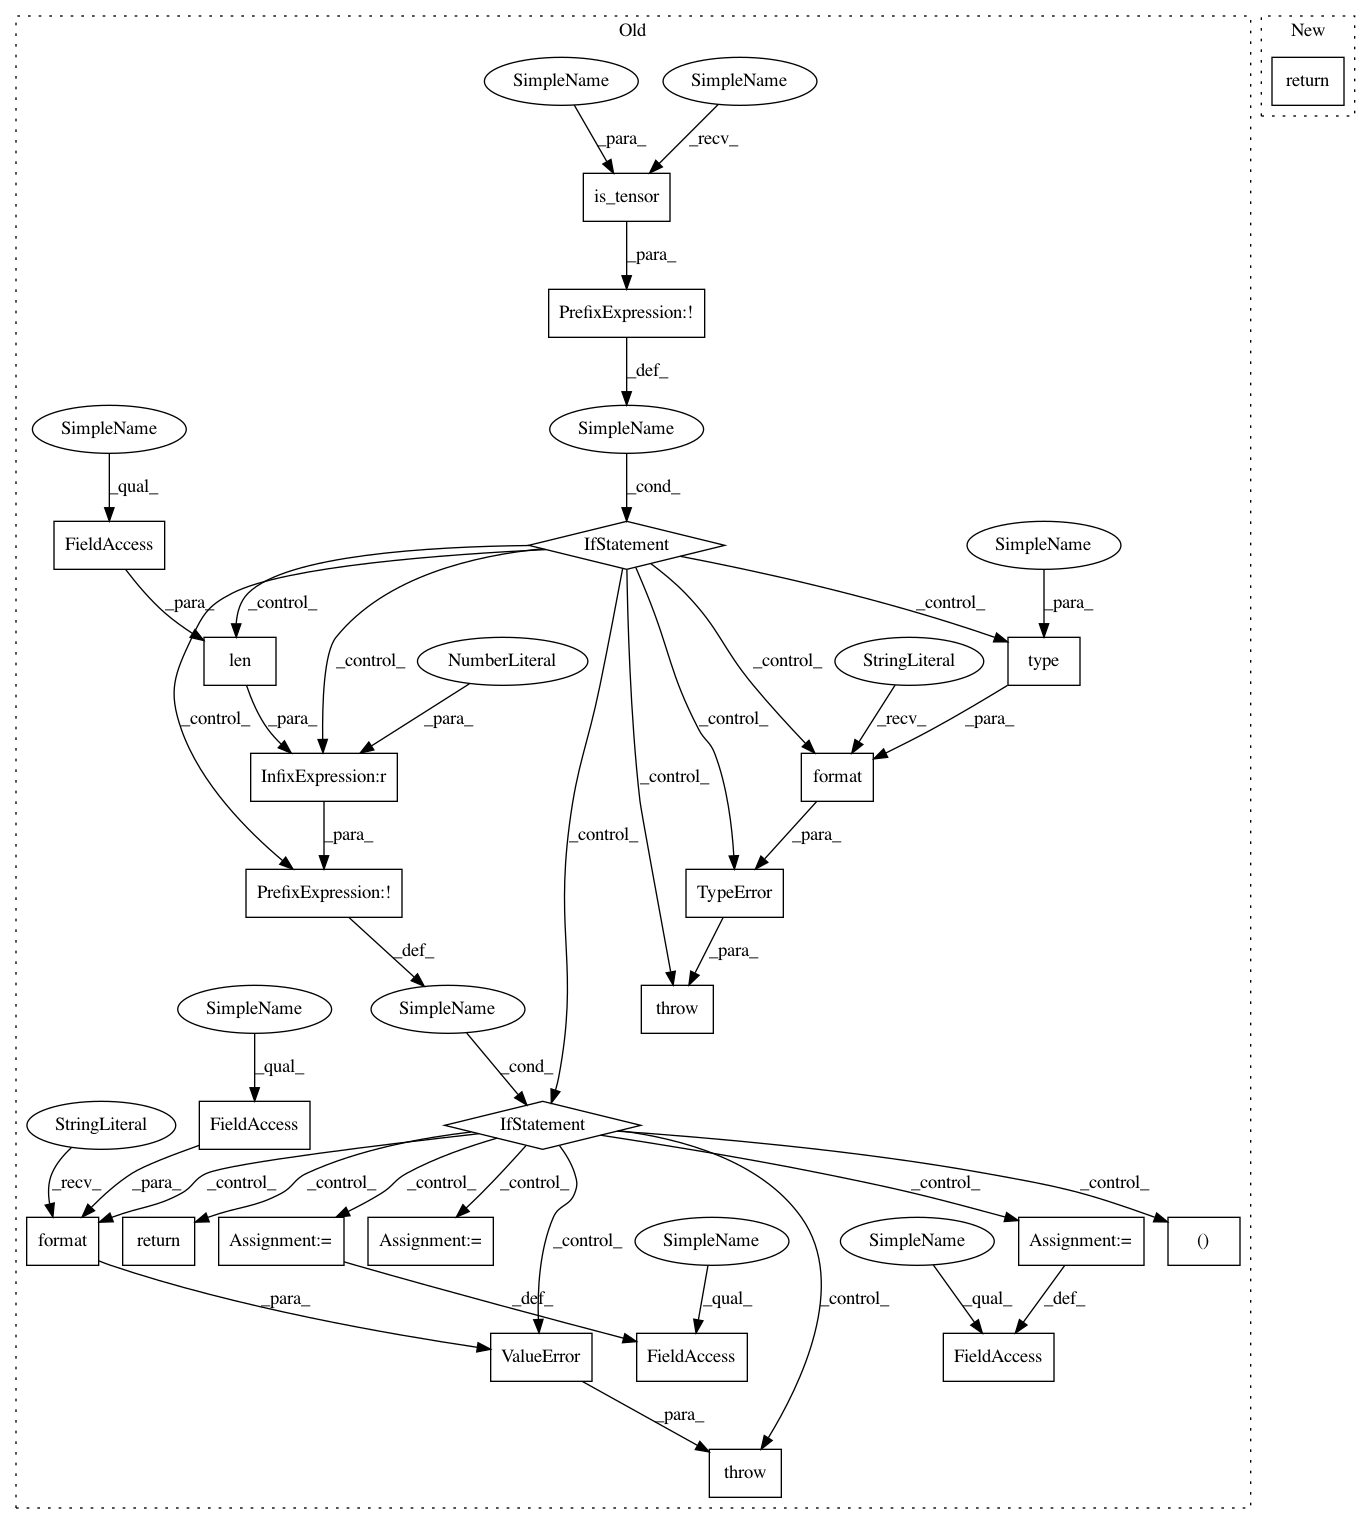 Old
New
SimpleName
SimpleName
return
_para_
_recv_
is_tensor
_para_
PrefixExpression:!
_def_
SimpleName
SimpleName
_qual_
_cond_
FieldAccess
IfStatement
SimpleName
_para_
_control_
_control_
_para_
len
_control_
NumberLiteral
_control_
StringLiteral
type
_control_
_para_
_para_
_control_
_recv_
_para_
_control_
InfixExpression:r
format
_para_
_control_
_para_
PrefixExpression:!
TypeError
_def_
_para_
SimpleName
SimpleName
throw
_qual_
_cond_
StringLiteral
FieldAccess
IfStatement
_recv_
_para_
_control_
_control_
_control_
_control_
_control_
_control_
format
return
Assignment:=
Assignment:=
_control_
SimpleName
SimpleName
Assignment:=
()
_para_
_def_
_qual_
_control_
_qual_
_def_
ValueError
FieldAccess
FieldAccess
_para_
throw